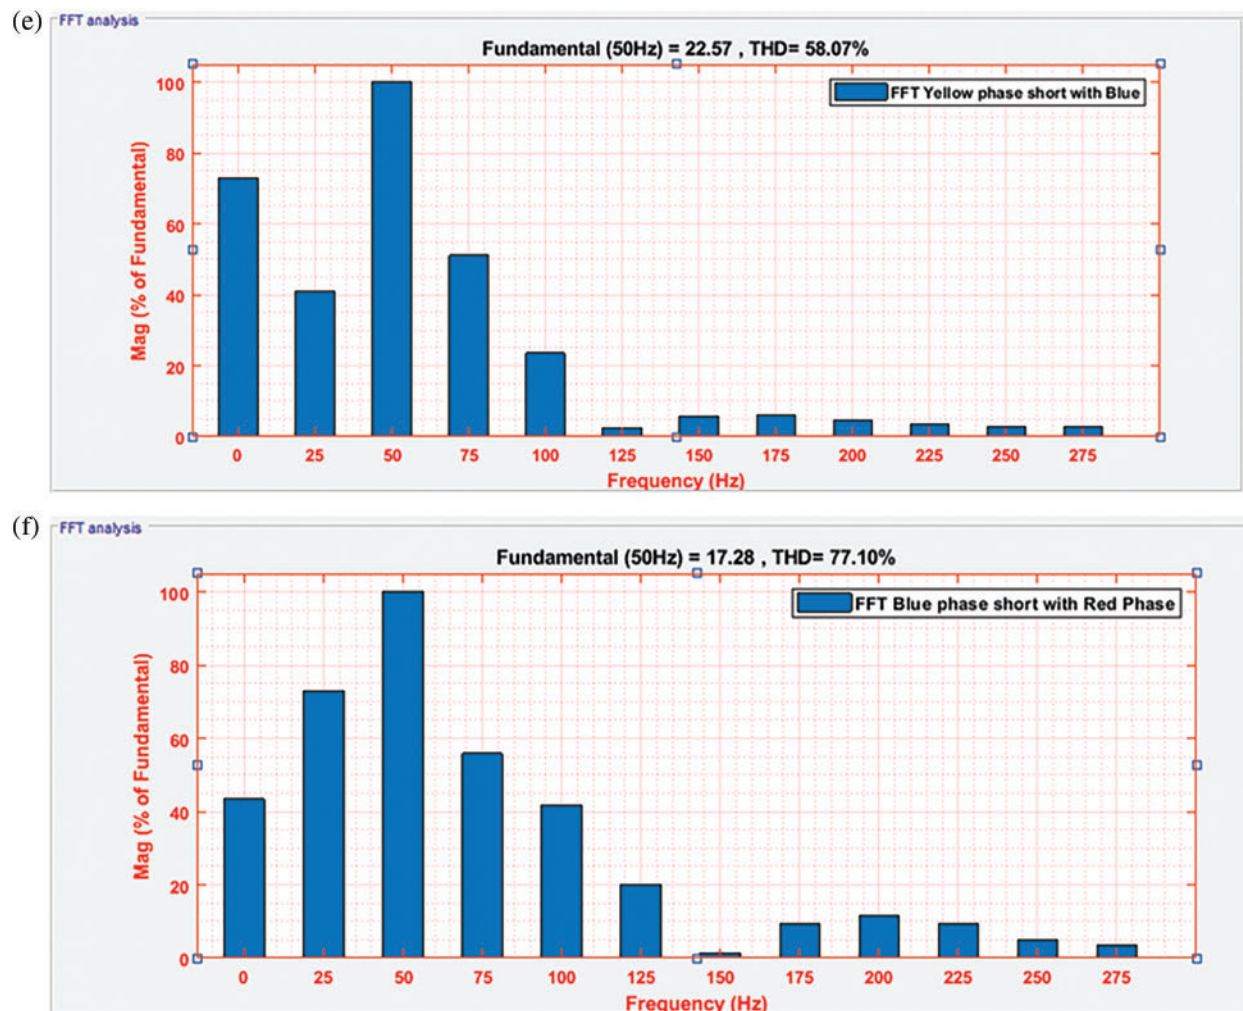 (e)
FFT analysis
Fundamental (50Hz) = 22.57 , THD= 58.07%
FFT Yellow phase short with Blue
Mag (% of Fundamental)
100
80
60
40
20
0
0 25 50 75 100 125 150 175 200 225 250 275
Frequency (Hz)
(f)
FFT analysis
Fundamental (50Hz) = 17.28 , THD= 77.10%
FFT Blue phase short with Red Phase
Mag (% of Fundamental)
100
80
60
40
20
0
0 25 50 75 100 125 150 175 200 225 250 275
Frequency (Hz)